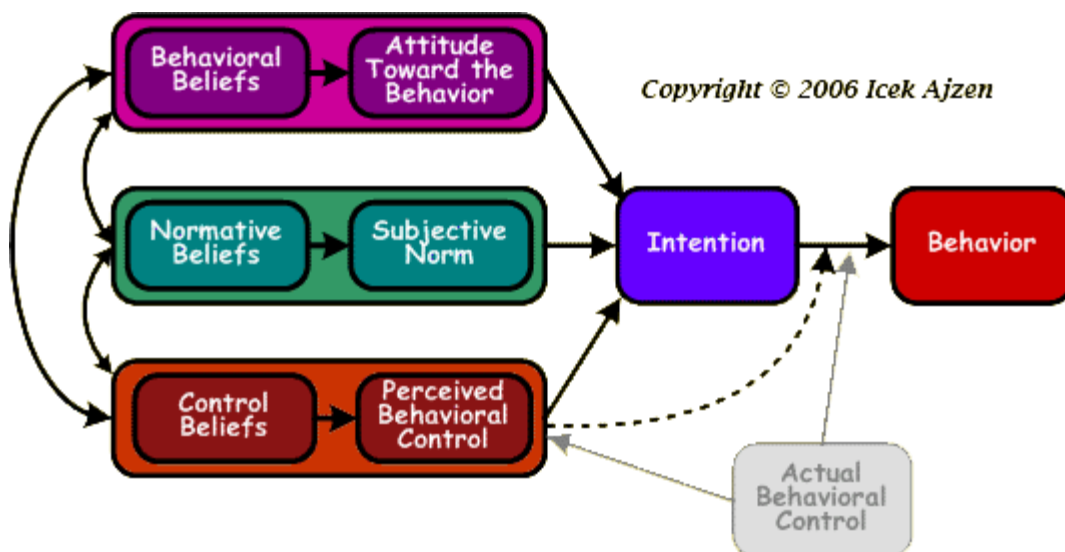 Behavioral
Beliefs
Attitude
Toward the
Behavior
Copyright © 2006 Icek Ajzen
Normative
Beliefs
Subjective
Norm
Intention
Behavior
Control
Beliefs
Perceived
Behavioral
Control
Actual
Behavioral
Control